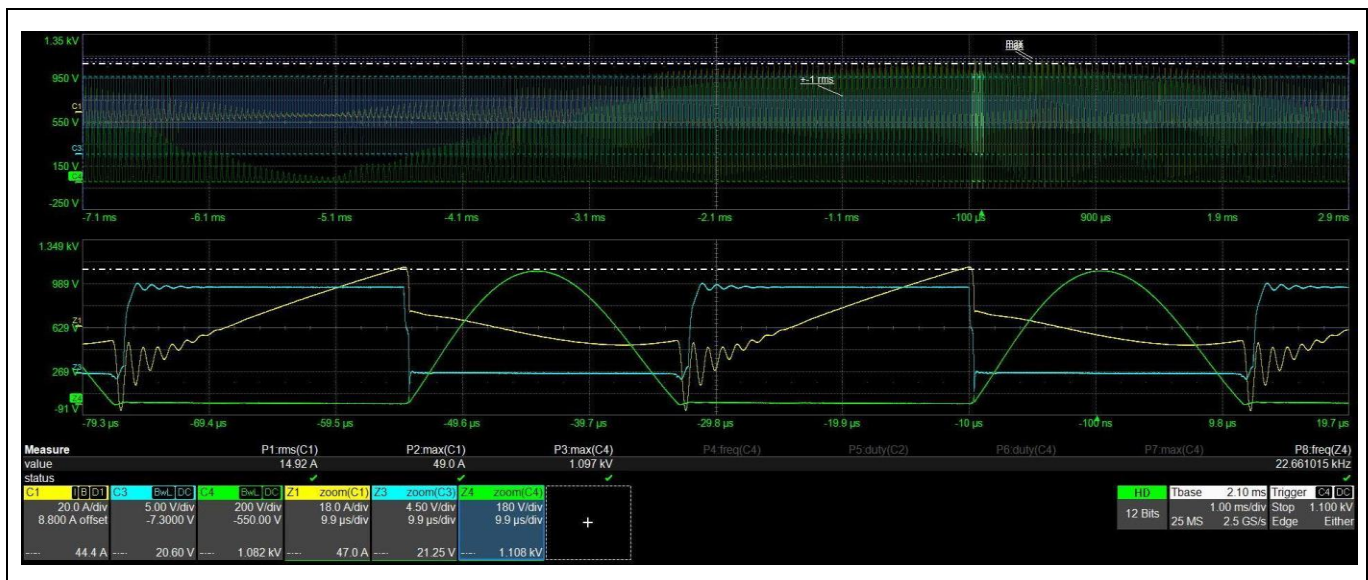 1.35 kV
max
950 V
+-1 rms
C1
550 V
C3
150 V
C4
-250 V
-7.1 ms -6.1 ms -5.1 ms -4.1 ms -3.1 ms -2.1 ms -1.1 ms -100 µs 900 µs 1.9 ms 2.9 ms
1.349 kV
989 V
Z1
629 V
Z3
269 V
Z4
-91 V
-79.3 µs -69.4 µs -59.5 µs -49.6 µs -39.7 µs -29.8 µs -19.9 µs -10 µs -100 ns 9.8 µs 19.7 µs
Measure P1:rms(C1) P2:max(C1) P3:max(C4) P4:freq(C4) P5:duty(C4) P6:duty(C4) P7:max(C4) P8:freq(Z4)
value 14.92 A 49.0 A 1.097 kV 22.661015 kHz
status
C1 I B D1 C3 BwL DC C4 BwL DC Z1 zoom(C1) Z3 zoom(C3) Z4 zoom(C4) HD Tbase 2.10 ms Trigger C4 DC
20.0 A/div 5.00 V/div 200 V/div 18.0 A/div 4.50 V/div 180 V/div 1.00 ms/div Stop 1.100 kV
8.800 A offset -7.3000 V -550.00 V 9.9 µs/div 9.9 µs/div 9.9 µs/div + 12 Bits 25 MS 2.5 GS/s Edge Either
44.4 A 20.60 V 1.082 kV 47.0 A 21.25 V 1.108 kV